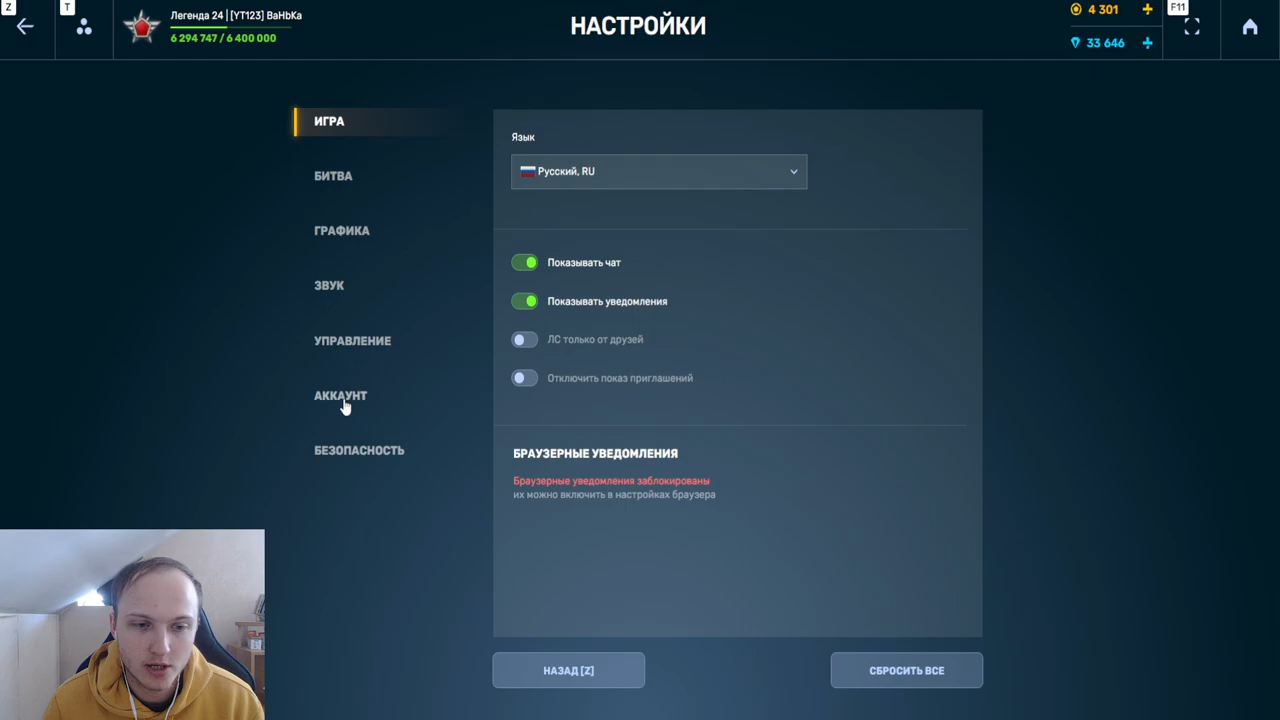 Z
T
Легенда 24 | [YT123] BaHbKa
6 294 747 / 6 400 000
НАСТРОЙКИ
4 301
33 646
F11
ИГРА
БИТВА
ГРАФИКА
ЗВУК
УПРАВЛЕНИЕ
АККАУНТ
БЕЗОПАСНОСТЬ
Язык
Русский, RU
Показывать чат
Показывать уведомления
ЛС только от друзей
Отключить показ приглашений
БРАУЗЕРНЫЕ УВЕДОМЛЕНИЯ
Браузерные уведомления заблокированы
их можно включить в настройках браузера
НАЗАД [Z]
СБРОСИТЬ ВСЕ